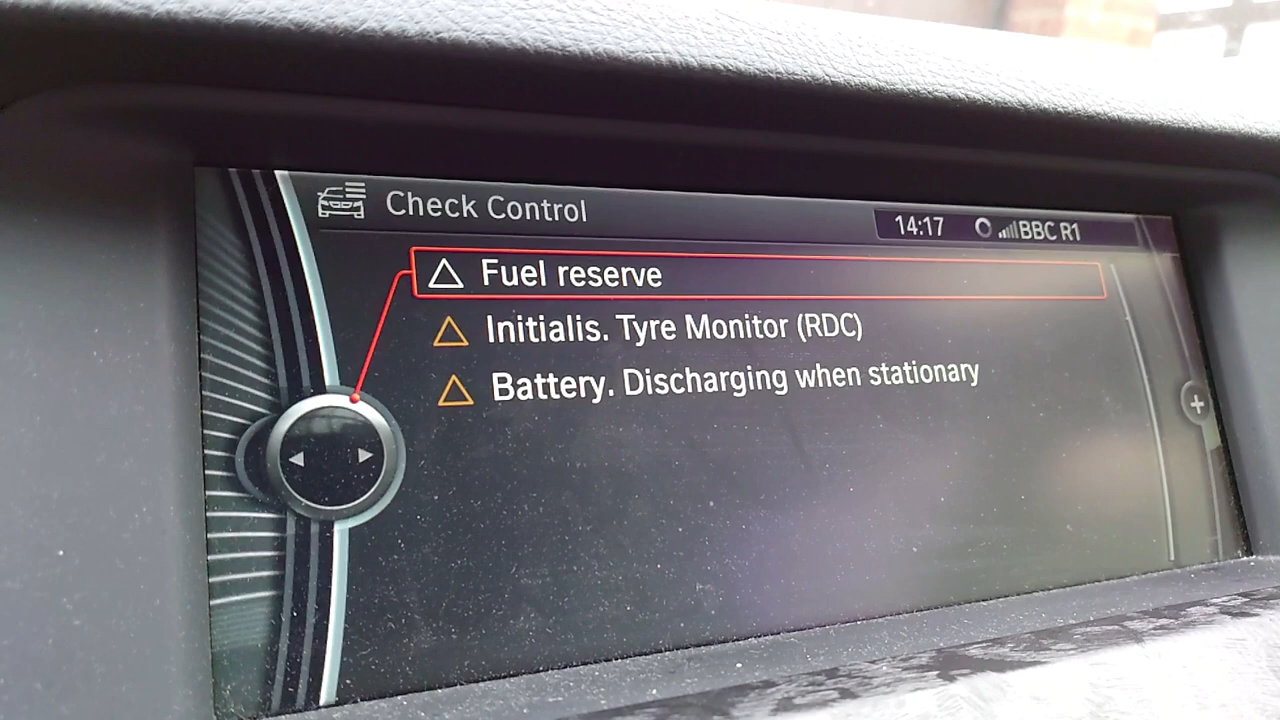 Check Control
14:17 BBC R1
Fuel reserve
Initialis. Tyre Monitor (RDC)
Battery. Discharging when stationary